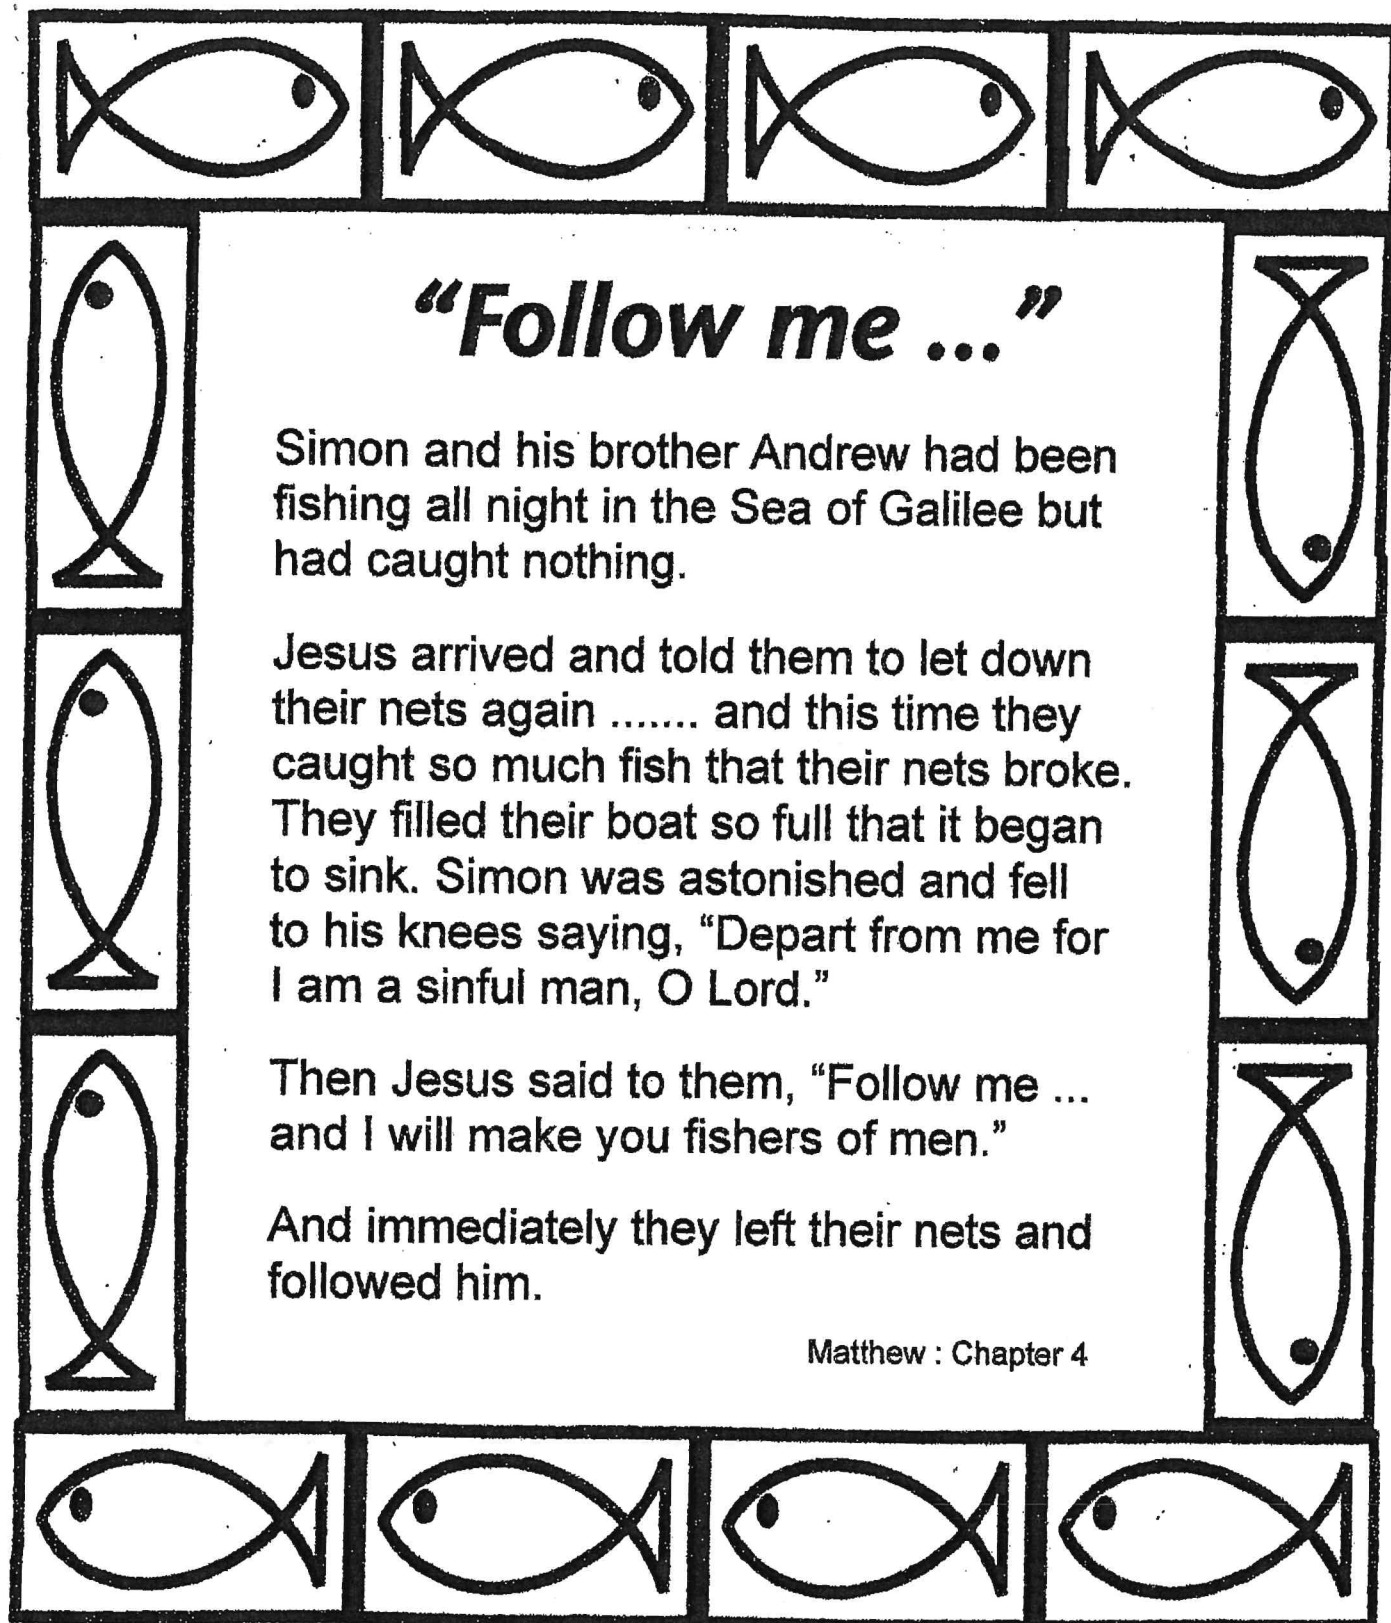 “Follow me ...”
Simon and his brother Andrew had been
fishing all night in the Sea of Galilee but
had caught nothing.
Jesus arrived and told them to let down
their nets again ....... and this time they
caught so much fish that their nets broke.
They filled their boat so full that it began
to sink. Simon was astonished and fell
to his knees saying, “Depart from me for
I am a sinful man, O Lord.”
Then Jesus said to them, “Follow me ...
and I will make you fishers of men.”
And immediately they left their nets and
followed him.
Matthew : Chapter 4